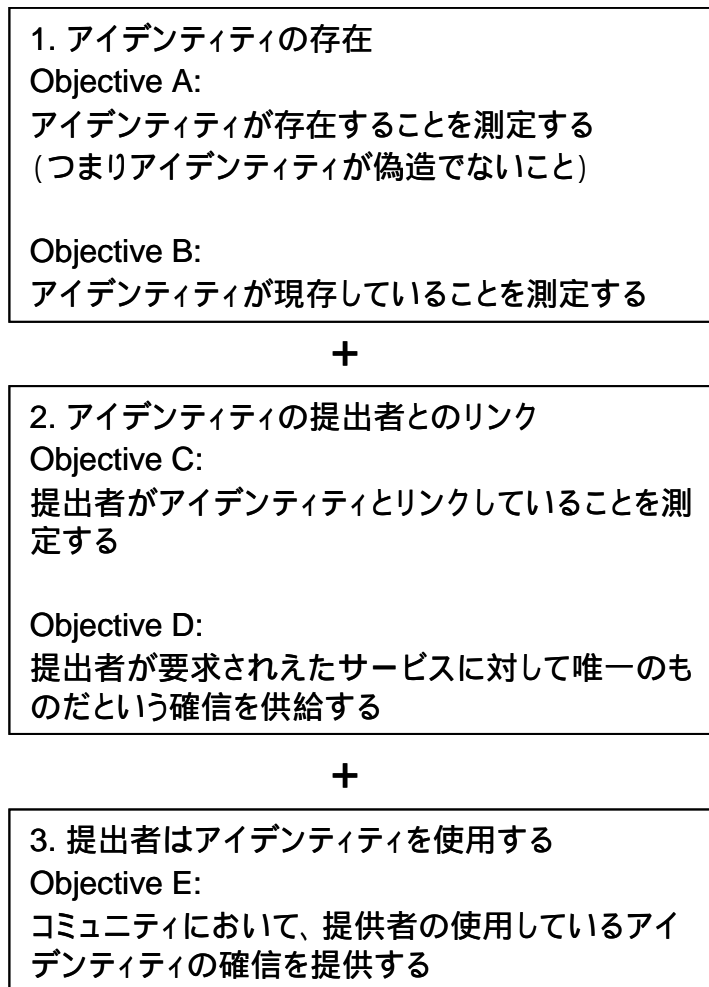 1. アイデンティティの存在
Objective A:
アイデンティティが存在することを測定する
(つまりアイデンティティが偽造でないこと)
Objective B:
アイデンティティが現存していることを測定する
+
2. アイデンティティの提出者とのリンク
Objective C:
提出者がアイデンティティとリンクしていることを測
定する
Objective D:
提出者が要求されえたサービスに対して唯一のも
のだという確信を供給する
+
3. 提出者はアイデンティティを使用する
Objective E:
コミュニティにおいて、提供者の使用しているアイ
デンティティの確信を提供する